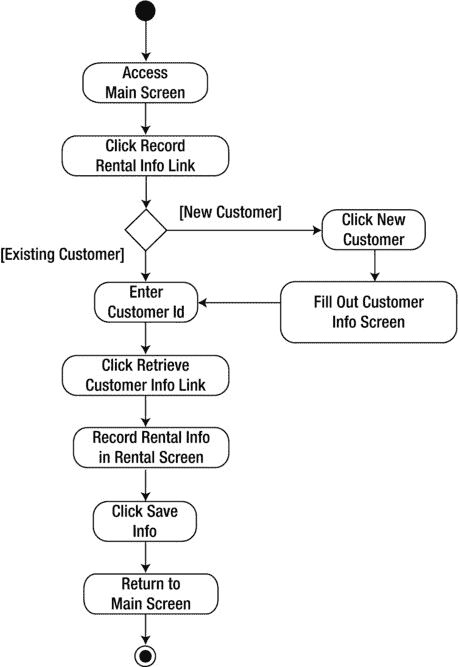 Access
Main Screen
Click Record
Rental Info Link
[New Customer]
Click New
Customer
[Existing Customer]
Enter
Customer Id
Fill Out Customer
Info Screen
Click Retrieve
Customer Info Link
Record Rental Info
in Rental Screen
Click Save
Info
Return to
Main Screen